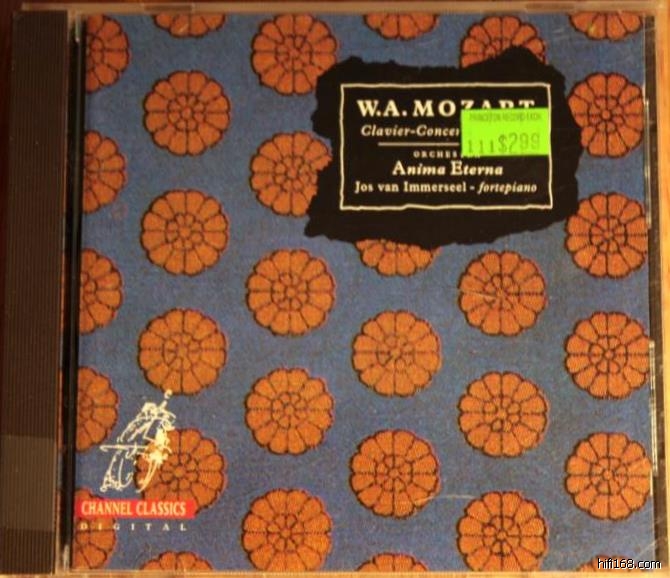 W.A. MOZART
Clavier-Concer
PRINCETON RECORD EXCH.
111$2.99
ORCHES
Anima Eterna
Jos van Immerseel - fortepiano
CHANNEL CLASSICS
DIGITAL
hifi168.com